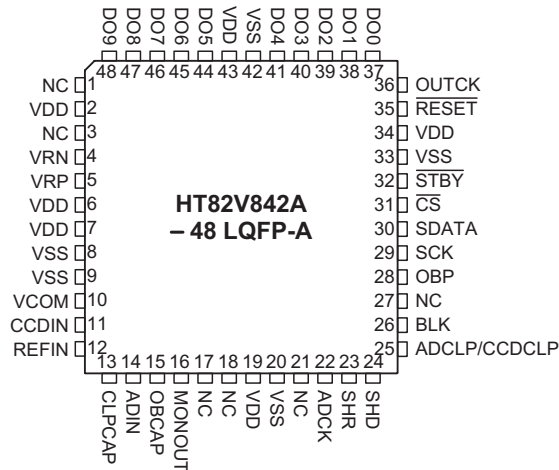 DO9
DO8
DO7
DO6
DO5
VDD
VSS
DO4
DO3
DO2
DO1
DO0
48
47
46
45
44
43
42
41
40
39
38
37
NC 1
VDD 2
NC 3
VRN 4
VRP 5
VDD 6
VDD 7
VSS 8
VSS 9
VCOM 10
CCDIN 11
REFIN 12
HT82V842A
– 48 LQFP-A
36 OUTCK
35 RESET
34 VDD
33 VSS
32 STBY
31 CS
30 SDATA
29 SCK
28 OBP
27 NC
26 BLK
25 ADCLP/CCDCLP
13
14
15
16
17
18
19
20
21
22
23
24
CLPCAP
ADIN
OBCAP
MONOUT
NC
NC
VDD
VSS
NC
ADCK
SHR
SHD